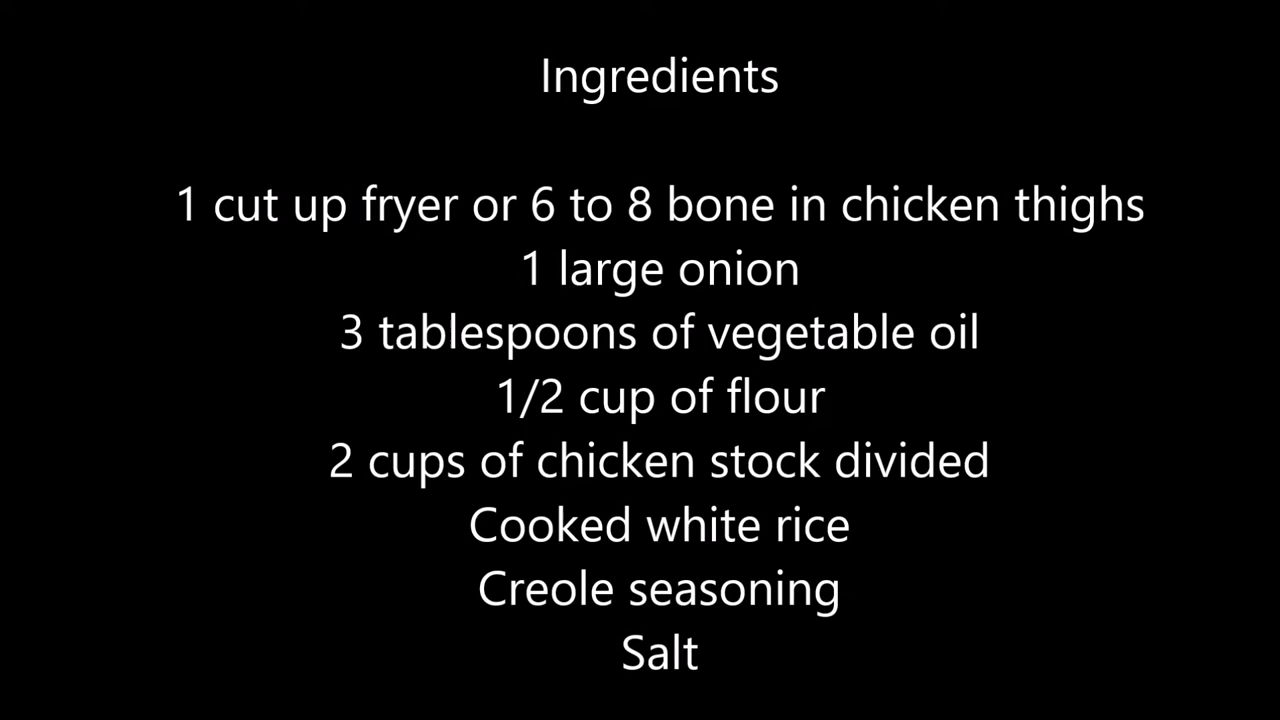 Ingredients
1 cut up fryer or 6 to 8 bone in chicken thighs
1 large onion
3 tablespoons of vegetable oil
1/2 cup of flour
2 cups of chicken stock divided
Cooked white rice
Creole seasoning
Salt